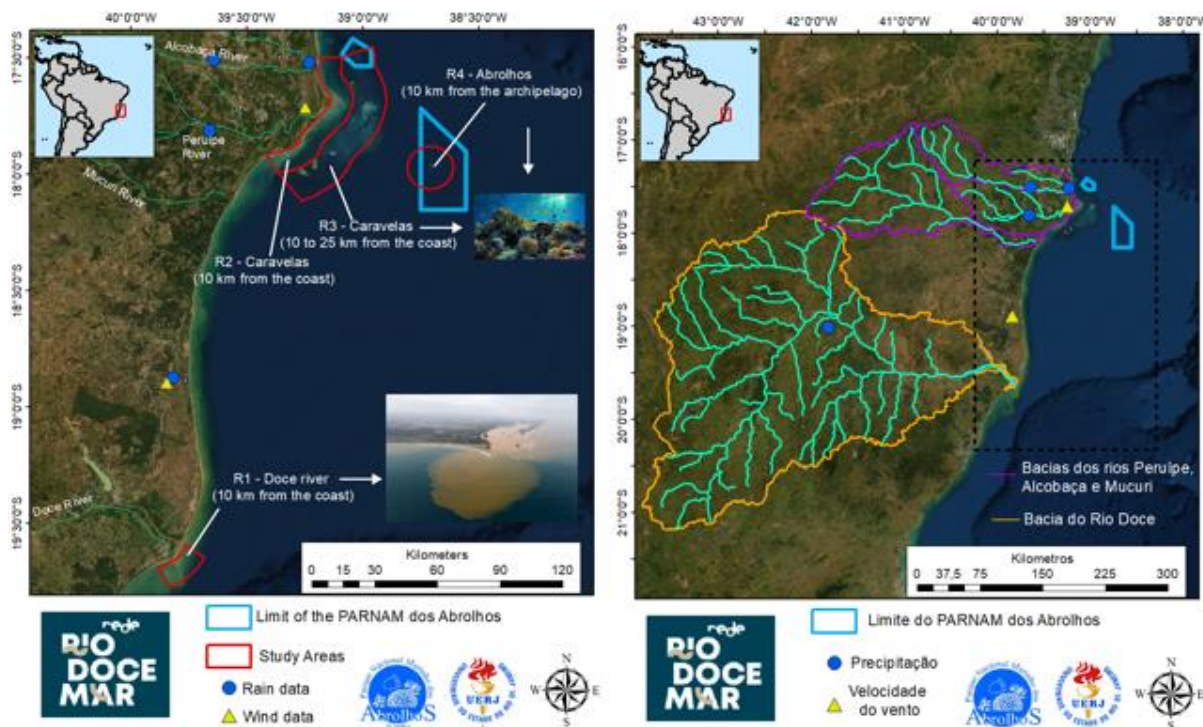 40°0'0"S 39°30'0"S 39°0'0"S 38°30'0"S
17°30'0"S
18°0'0"S
18°30'0"S
19°0'0"S
19°30'0"S
Alcobaça River
Peruípe
River
Mucuri River
Doce River
R4 - Abrolhos
(10 km from the archipelago)
R3 - Caravelas
(10 to 25 km from the coast)
R2 - Caravelas
(10 km from the coast)
R1 - Doce river
(10 km from the coast)
Kilometers
0 15 30 60 90 120
rede
RIO
DOCE
MAR
Limit of the PARNAM dos Abrolhos
Study Areas
Rain data
Wind data
ABROLHOS
UERJ
N
W E
S
43°0'0"S 42°0'0"S 41°0'0"S 40°0'0"S 39°0'0"S 38°0'0"S
16°0'0"S
17°0'0"S
18°0'0"S
19°0'0"S
20°0'0"S
21°0'0"S
Bacias dos rios Peruípe,
Alcobaça e Mucuri
Bacia do Rio Doce
Kilometros
0 37,5 75 150 225 300
rede
RIO
DOCE
MAR
Limite do PARNAM dos Abrolhos
Precipitação
Velocidade
do vento
ABROLHOS
UERJ
N
W E
S